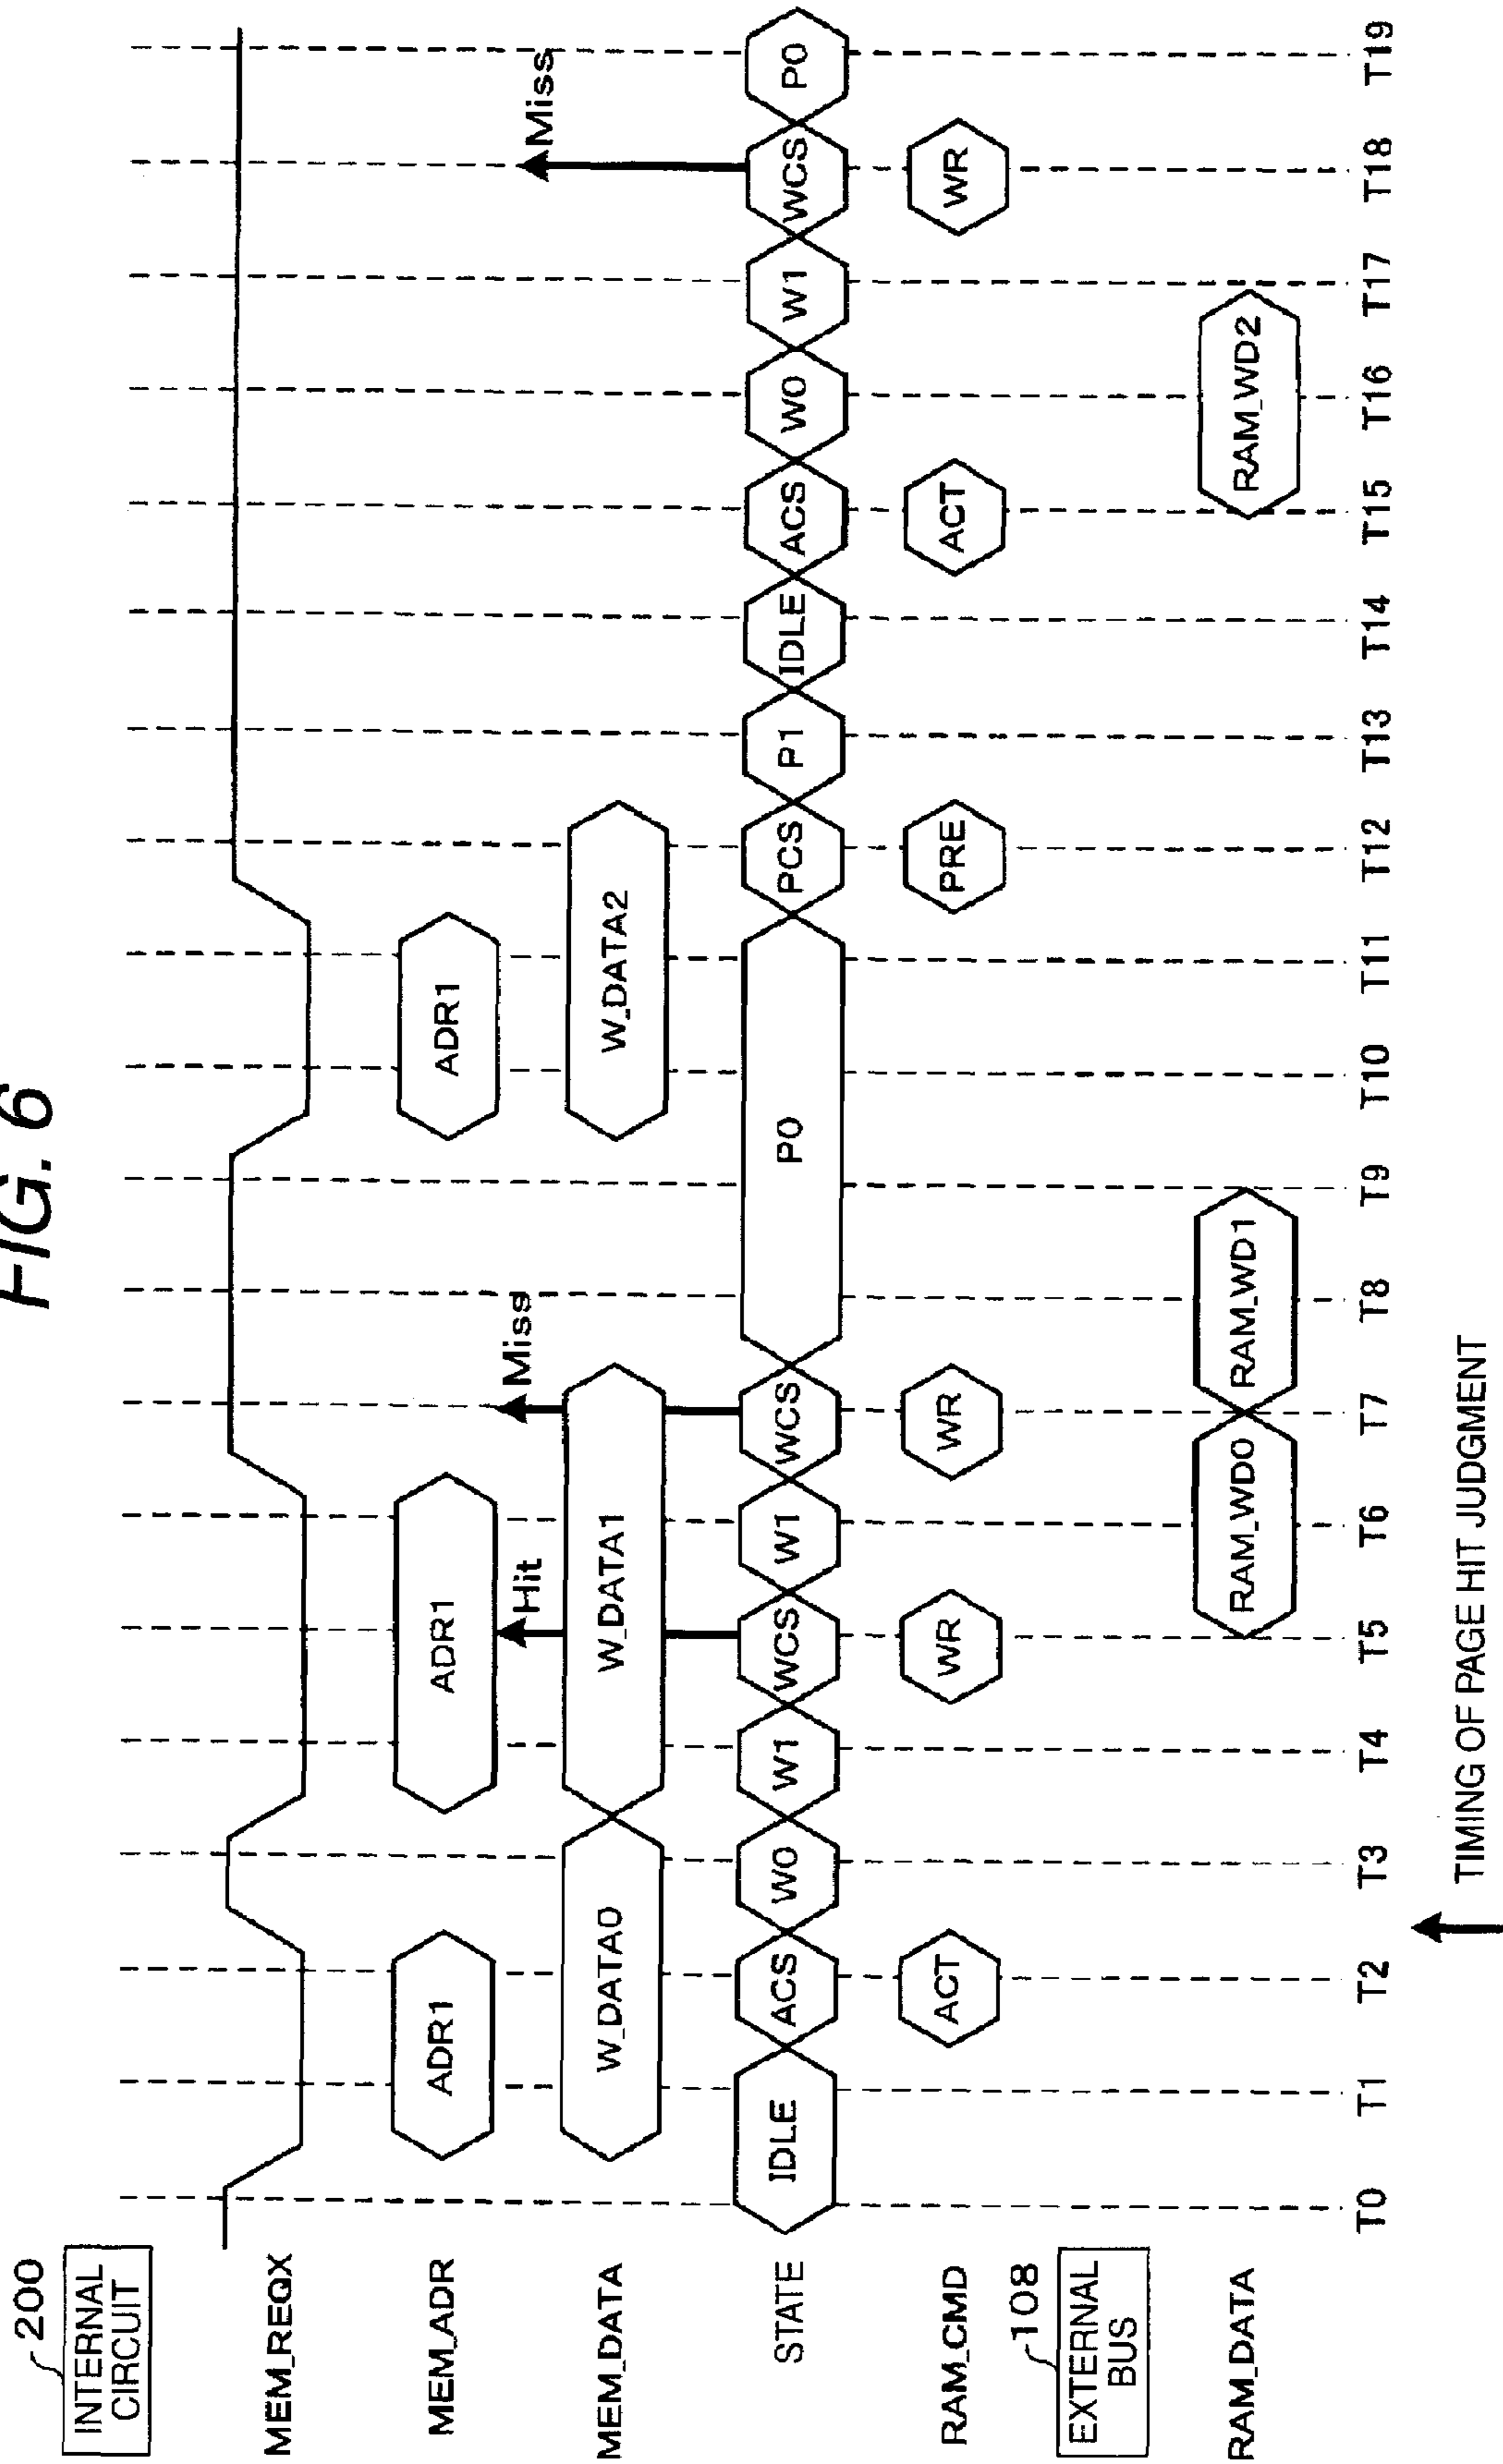 FIG. 6
200
INTERNAL
CIRCUIT
MEM_REQX
MEM_ADR
ADR1
ADR1
ADR1
MEM_DATA
W_DATA0
W_DATA1
W_DATA2
Hit
Miss
Miss
STATE
IDLE
ACS
W0
W1
WCS
W1
WCS
P0
PCS
P1
IDLE
ACS
W0
W1
WCS
P0
RAM_CMD
ACT
WR
WR
PRE
ACT
WR
108
EXTERNAL
BUS
RAM_DATA
RAM_WD0
RAM_WD1
RAM_WD2
T0
T1
T2
T3
T4
T5
T6
T7
T8
T9
T10
T11
T12
T13
T14
T15
T16
T17
T18
T19
TIMING OF PAGE HIT JUDGMENT